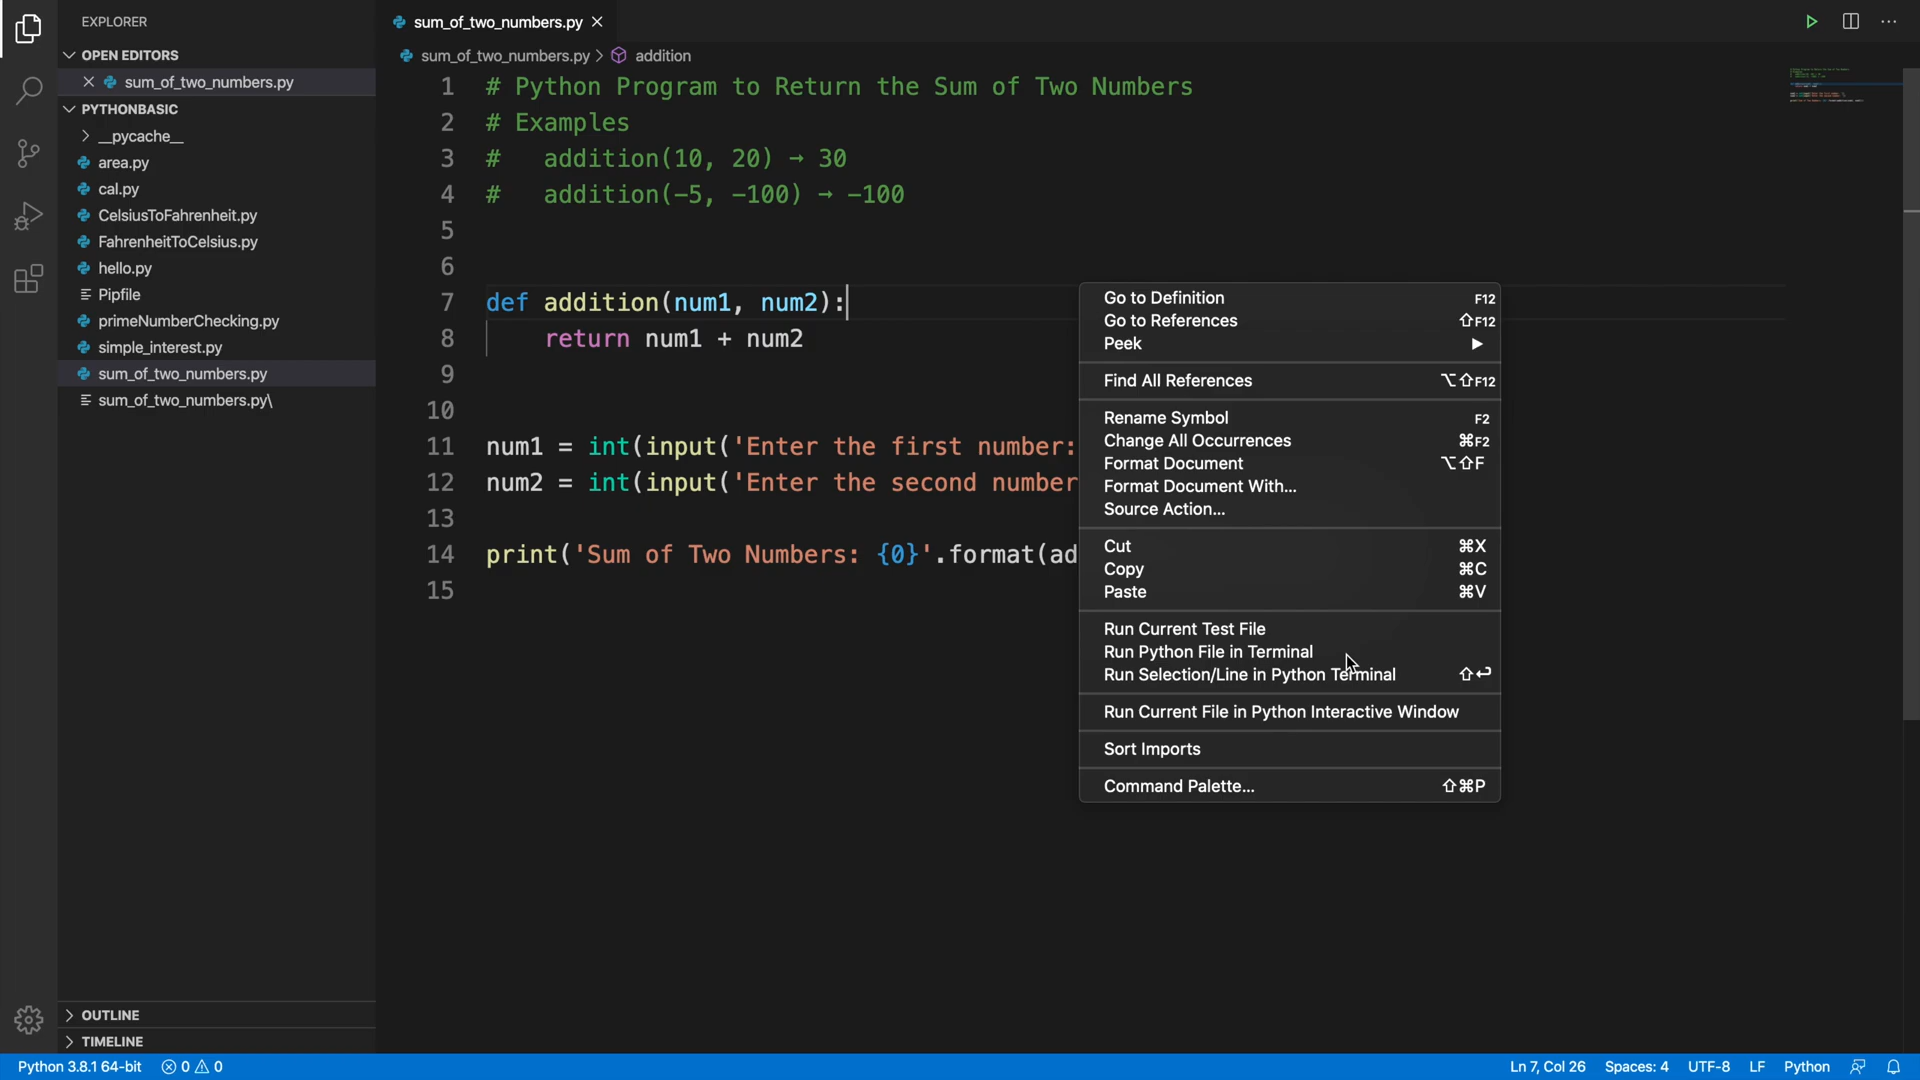 EXPLORER
OPEN EDITORS
sum_of_two_numbers.py
PYTHONBASIC
__pycache__
area.py
cal.py
CelsiusToFahrenheit.py
FahrenheitToCelsius.py
hello.py
Pipfile
primeNumberChecking.py
simple_interest.py
sum_of_two_numbers.py
sum_of_two_numbers.py\
OUTLINE
TIMELINE
sum_of_two_numbers.py
sum_of_two_numbers.py > addition
1 # Python Program to Return the Sum of Two Numbers
2 # Examples
3 #   addition(10, 20) → 30
4 #   addition(-5, -100) → -100
5
6
7 def addition(num1, num2):
8     return num1 + num2
9
10
11 num1 = int(input('Enter the first number:
12 num2 = int(input('Enter the second number
13
14 print('Sum of Two Numbers: {0}'.format(ad
15
Go to Definition F12
Go to References ⇧F12
Peek ▶
Find All References ⌥⇧F12
Rename Symbol F2
Change All Occurrences ⌘F2
Format Document ⌥⇧F
Format Document With...
Source Action...
Cut ⌘X
Copy ⌘C
Paste ⌘V
Run Current Test File
Run Python File in Terminal
Run Selection/Line in Python Terminal ⇧↩
Run Current File in Python Interactive Window
Sort Imports
Command Palette... ⇧⌘P
Python 3.8.1 64-bit 0 0 Ln 7, Col 26 Spaces: 4 UTF-8 LF Python